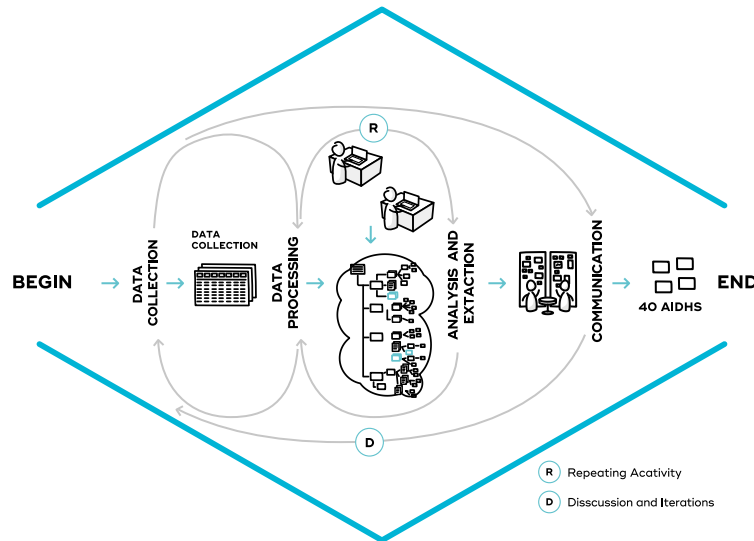 R
BEGIN
DATA
COLLECTION
DATA
COLLECTION
DATA
PROCESSING
ANALYSIS AND
EXTACTION
COMMUNICATION
40 AIDHS
END
D
R Repeating Acativity
D Disscussion and Iterations